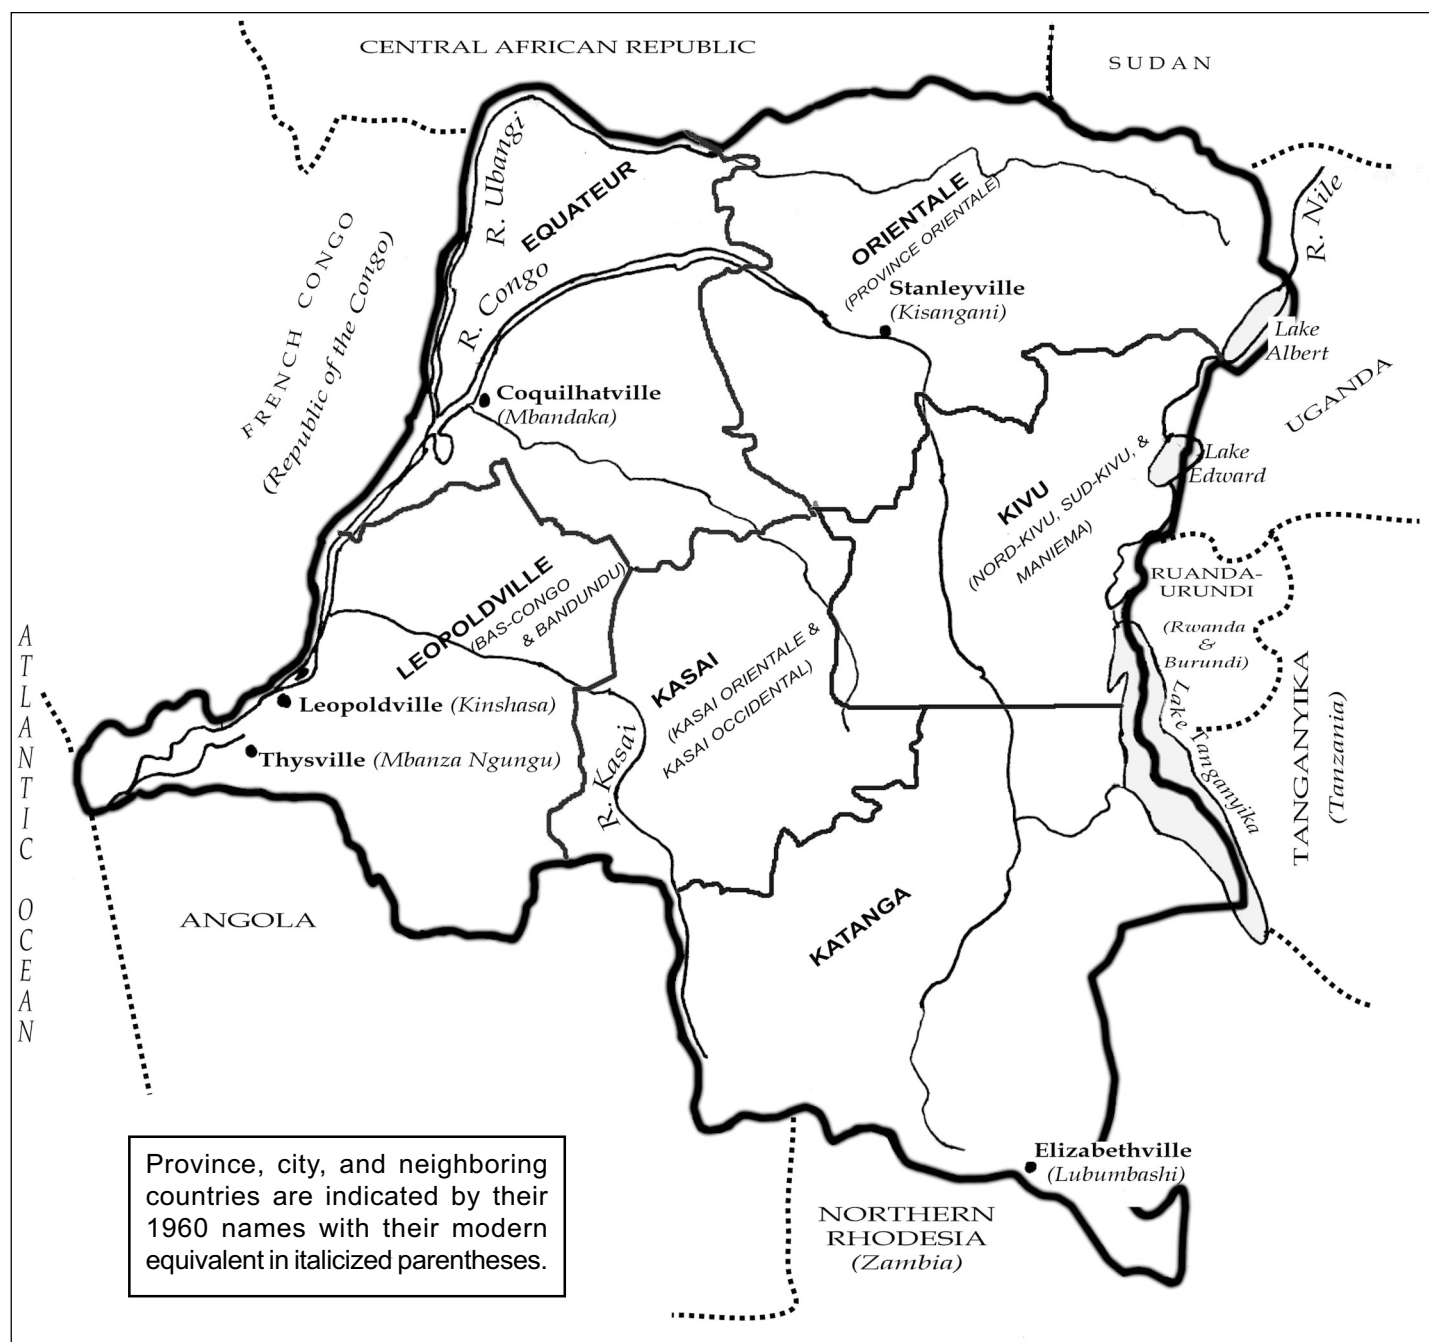 CENTRAL AFRICAN REPUBLIC
SUDAN
R. Ubangi
EQUATEUR
ORIENTALE
(PROVINCE ORIENTALE)
R. Nile
FRENCH CONGO
(Republic of the Congo)
R. Congo
Stanleyville
(Kisangani)
Lake
Albert
UGANDA
Coquilhatville
(Mbandaka)
Lake
Edward
KIVU
(NORD-KIVU, SUD-KIVU, &
MANIEMA)
LEOPOLDVILLE
(BAS-CONGO
& BANDUNDU)
RUANDA-
URUNDI
(Rwanda
&
Burundi)
ATLANTIC OCEAN
KASAI
(KASAI ORIENTALE &
KASAI OCCIDENTAL)
Lake Tanganyika
TANGANYIKA
(Tanzania)
Leopoldville (Kinshasa)
Thysville (Mbanza Ngungu)
R. Kasai
ANGOLA
KATANGA
Elizabethville
(Lubumbashi)
NORTHERN
RHODESIA
(Zambia)
Province, city, and neighboring
countries are indicated by their
1960 names with their modern
equivalent in italicized parentheses.